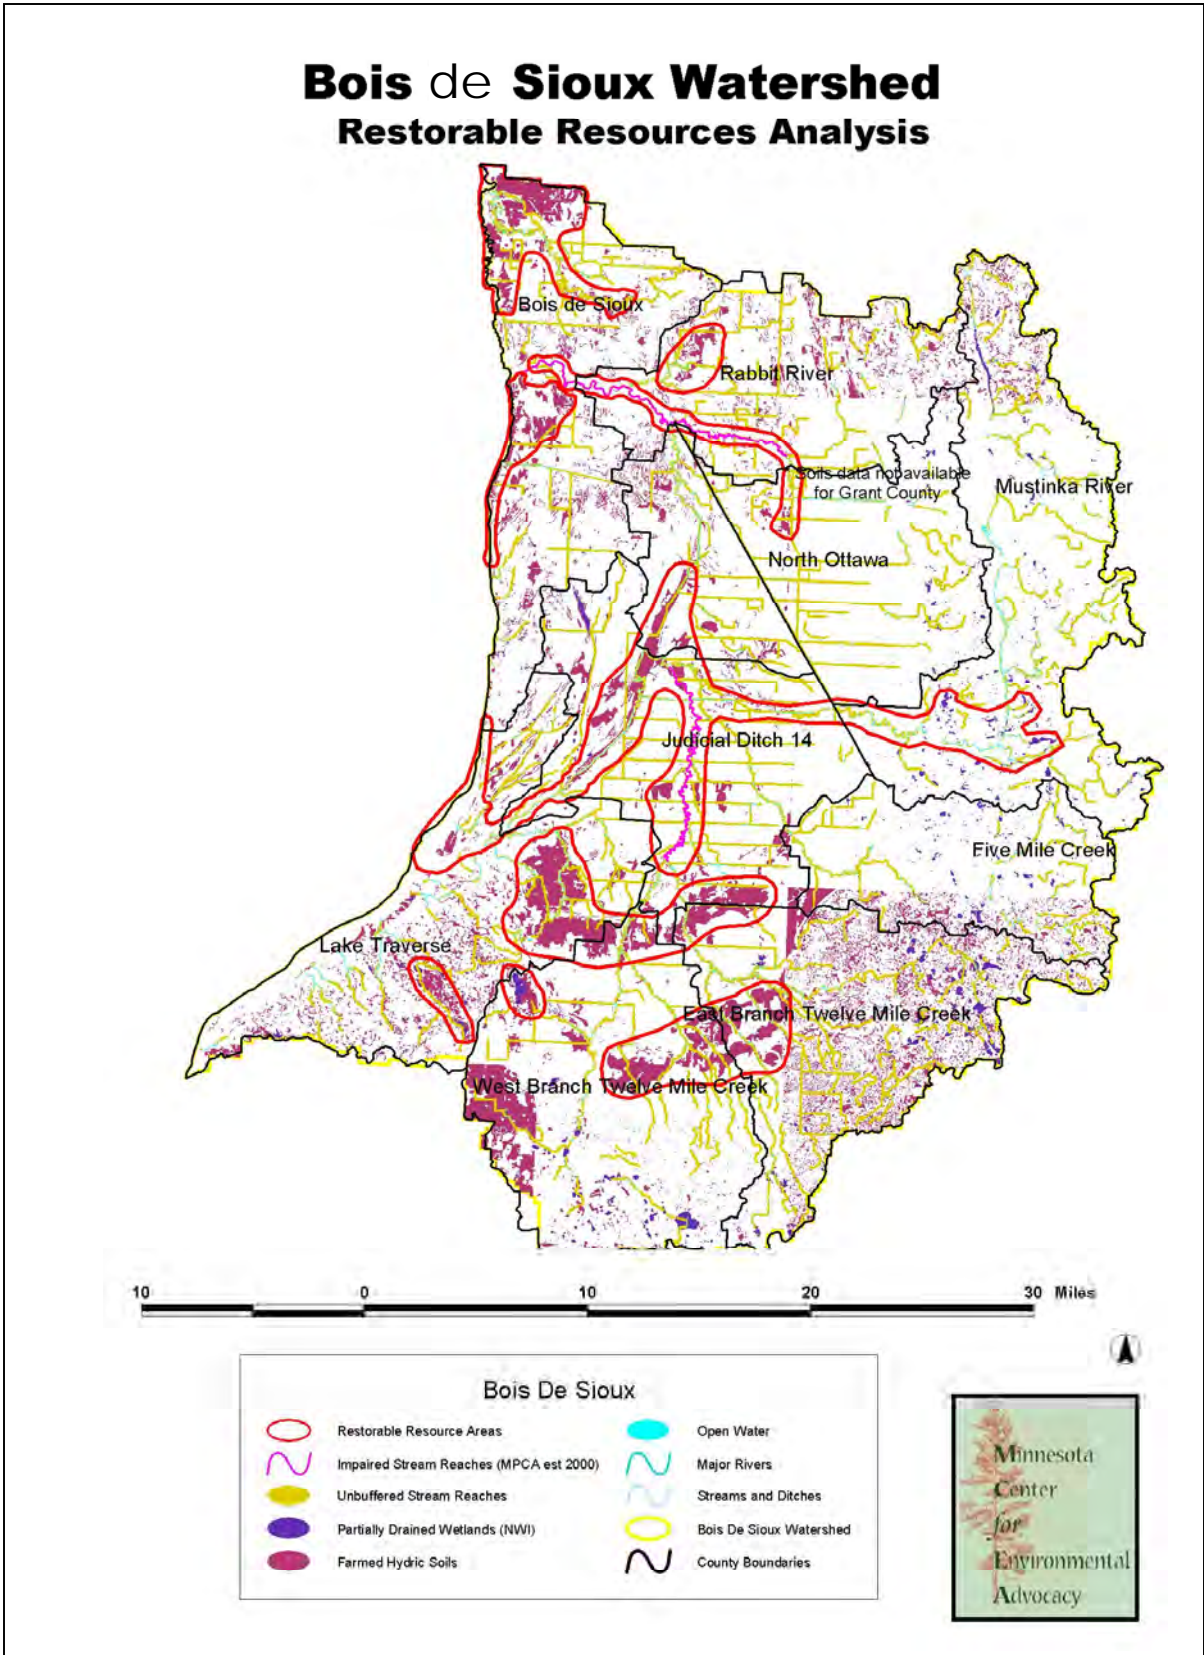 Bois de Sioux Watershed
Restorable Resources Analysis
Bois de Sioux
Rabbit River
Soils data not available
for Grant County
Mustinka River
North Ottawa
Judicial Ditch 14
Five Mile Creek
Lake Traverse
East Branch Twelve Mile Creek
West Branch Twelve Mile Creek
10 0 10 20 30 Miles
Bois De Sioux
Restorable Resource Areas
Impaired Stream Reaches (MPCA est 2000)
Unbuffered Stream Reaches
Partially Drained Wetlands (NWI)
Farmed Hydric Soils
Open Water
Major Rivers
Streams and Ditches
Bois De Sioux Watershed
County Boundaries
Minnesota
Center
for
Environmental
Advocacy